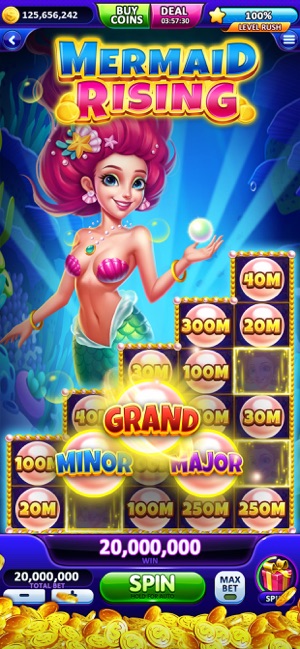 125,656,242
BUY
COINS
DEAL
03:57:30
100%
LEVEL RUSH
MERMAID
RISING
40M
300M 20M
30M 100M
30M
GRAND
100M MINOR MAJOR
20M 100M 250M 250M
20,000,000
WIN
20,000,000
TOTAL BET
SPIN
HOLD FOR AUTO
MAX
BET